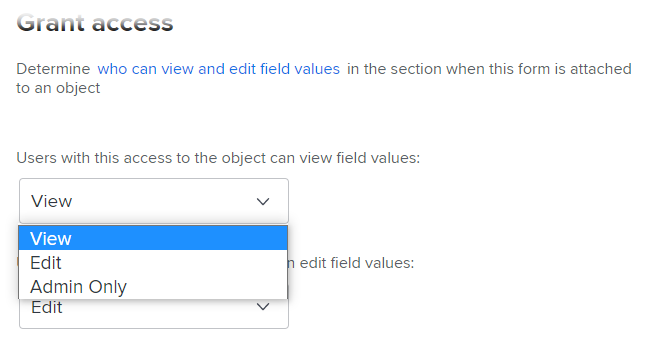 Grant access
Determine who can view and edit field values in the section when this form is attached
to an object
Users with this access to the object can view field values:
View
View
Edit
n edit field values:
Admin Only
Edit